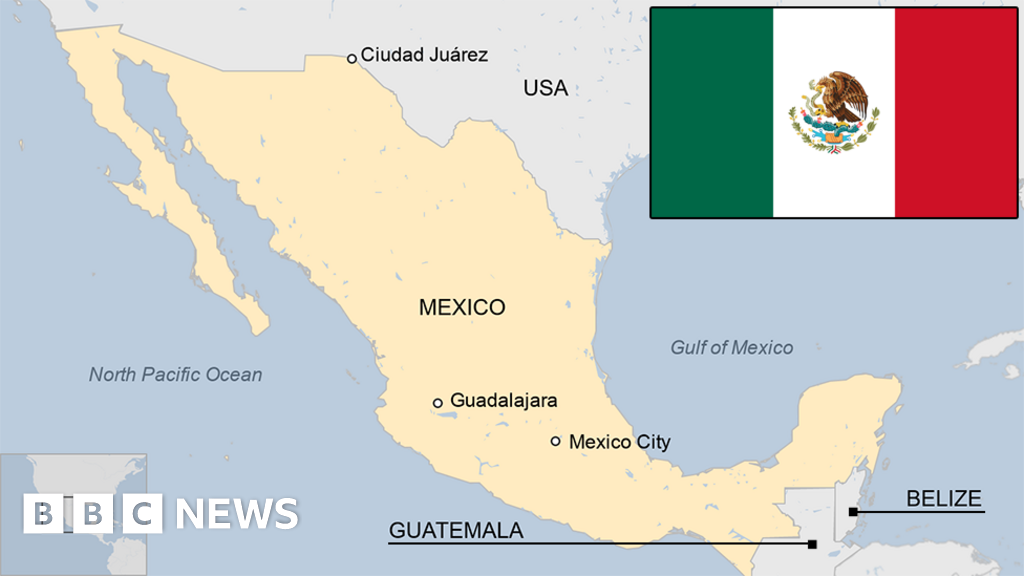 Ciudad Juárez
USA
MEXICO
Gulf of Mexico
North Pacific Ocean
Guadalajara
Mexico City
BELIZE
BBC NEWS
GUATEMALA